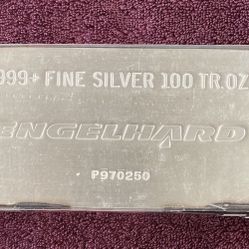 999+ FINE SILVER 100 TR.OZ
ENGELHARD
P970250